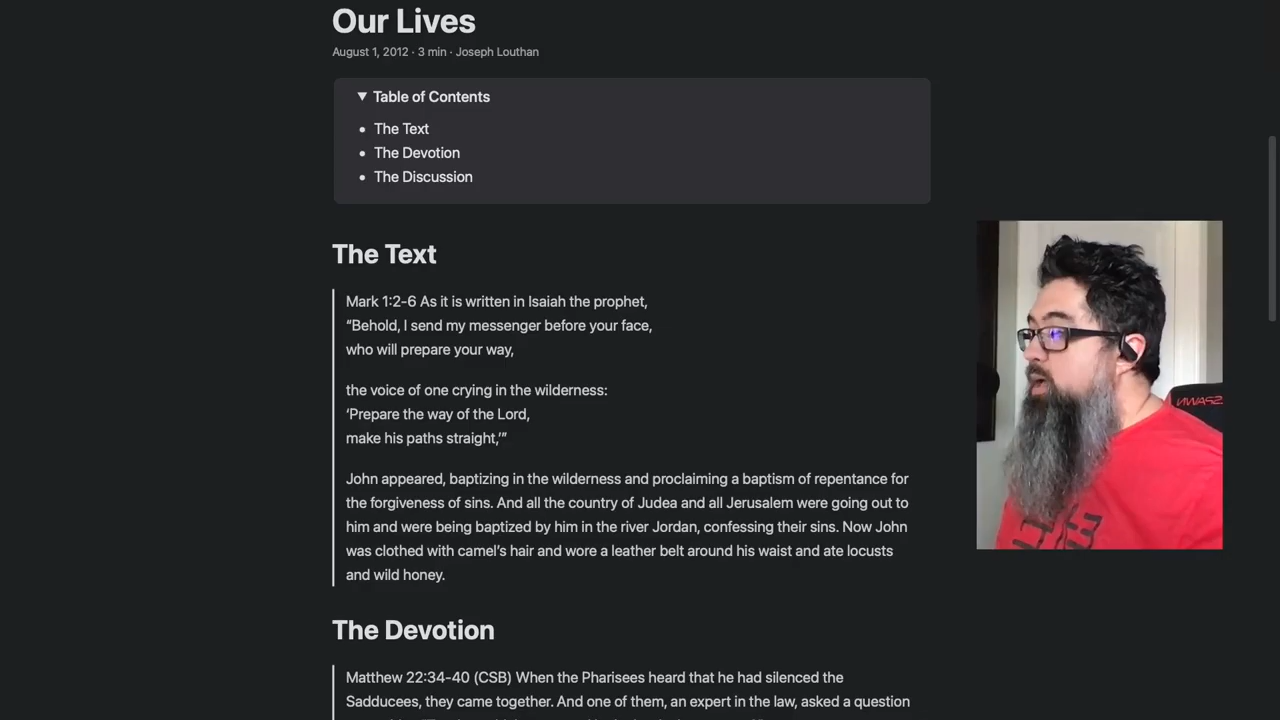 Our Lives
August 1, 2012 · 3 min · Joseph Louthan
▼ Table of Contents
• The Text
• The Devotion
• The Discussion
The Text
Mark 1:2-6 As it is written in Isaiah the prophet,
“Behold, I send my messenger before your face,
who will prepare your way,
the voice of one crying in the wilderness:
‘Prepare the way of the Lord,
make his paths straight,’”
John appeared, baptizing in the wilderness and proclaiming a baptism of repentance for
the forgiveness of sins. And all the country of Judea and all Jerusalem were going out to
him and were being baptized by him in the river Jordan, confessing their sins. Now John
was clothed with camel’s hair and wore a leather belt around his waist and ate locusts
and wild honey.
The Devotion
Matthew 22:34-40 (CSB) When the Pharisees heard that he had silenced the
Sadducees, they came together. And one of them, an expert in the law, asked a question